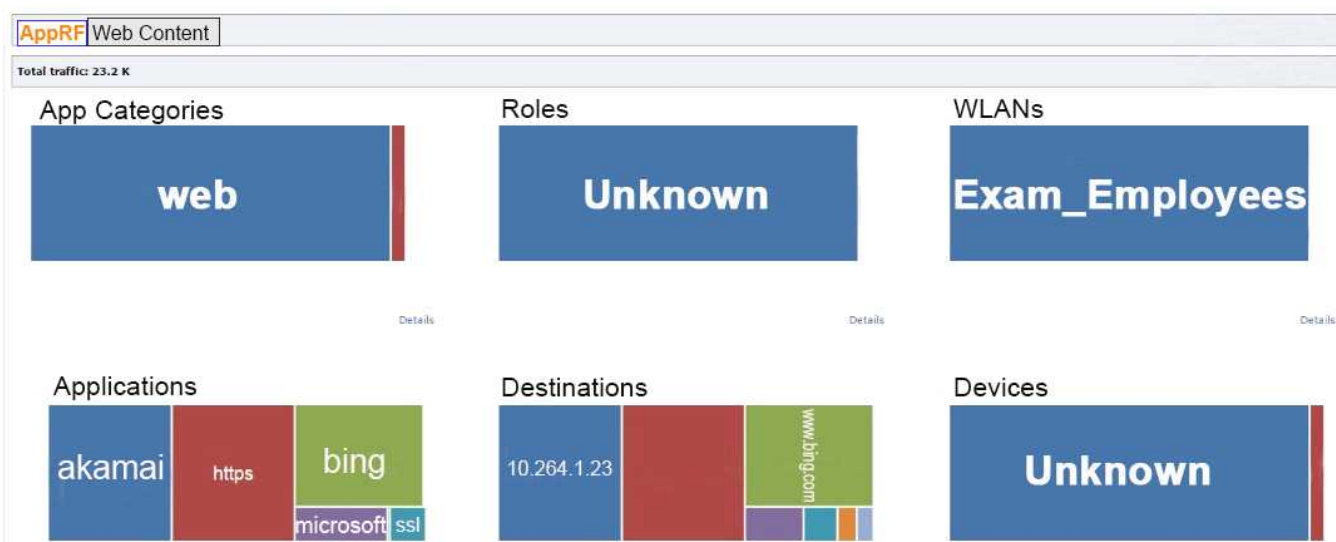 AppRF Web Content
Total traffic: 23.2 K
App Categories
Roles
WLANs
web
Unknown
Exam_Employees
Details
Details
Details
Applications
Destinations
Devices
akamai
https
bing
microsoft
ssl
10.264.1.23
www.bing.com
Unknown